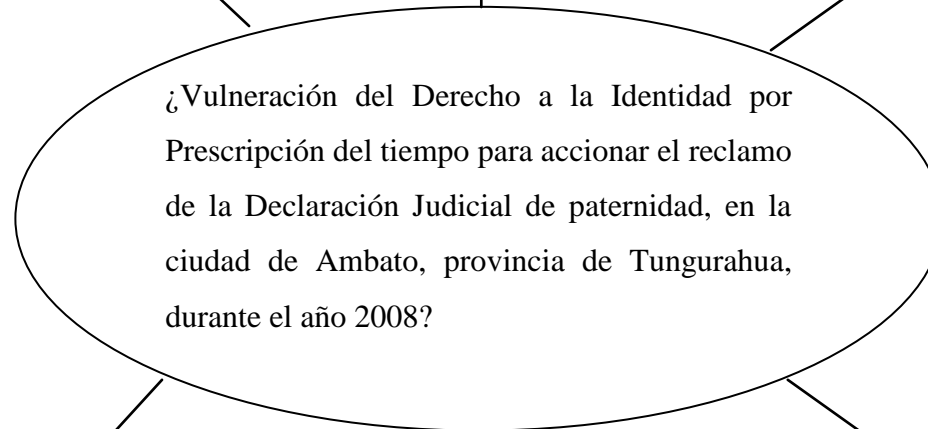 ¿Vulneración del Derecho a la Identidad por
Prescripción del tiempo para accionar el reclamo
de la Declaración Judicial de paternidad, en la
ciudad de Ambato, provincia de Tungurahua,
durante el año 2008?